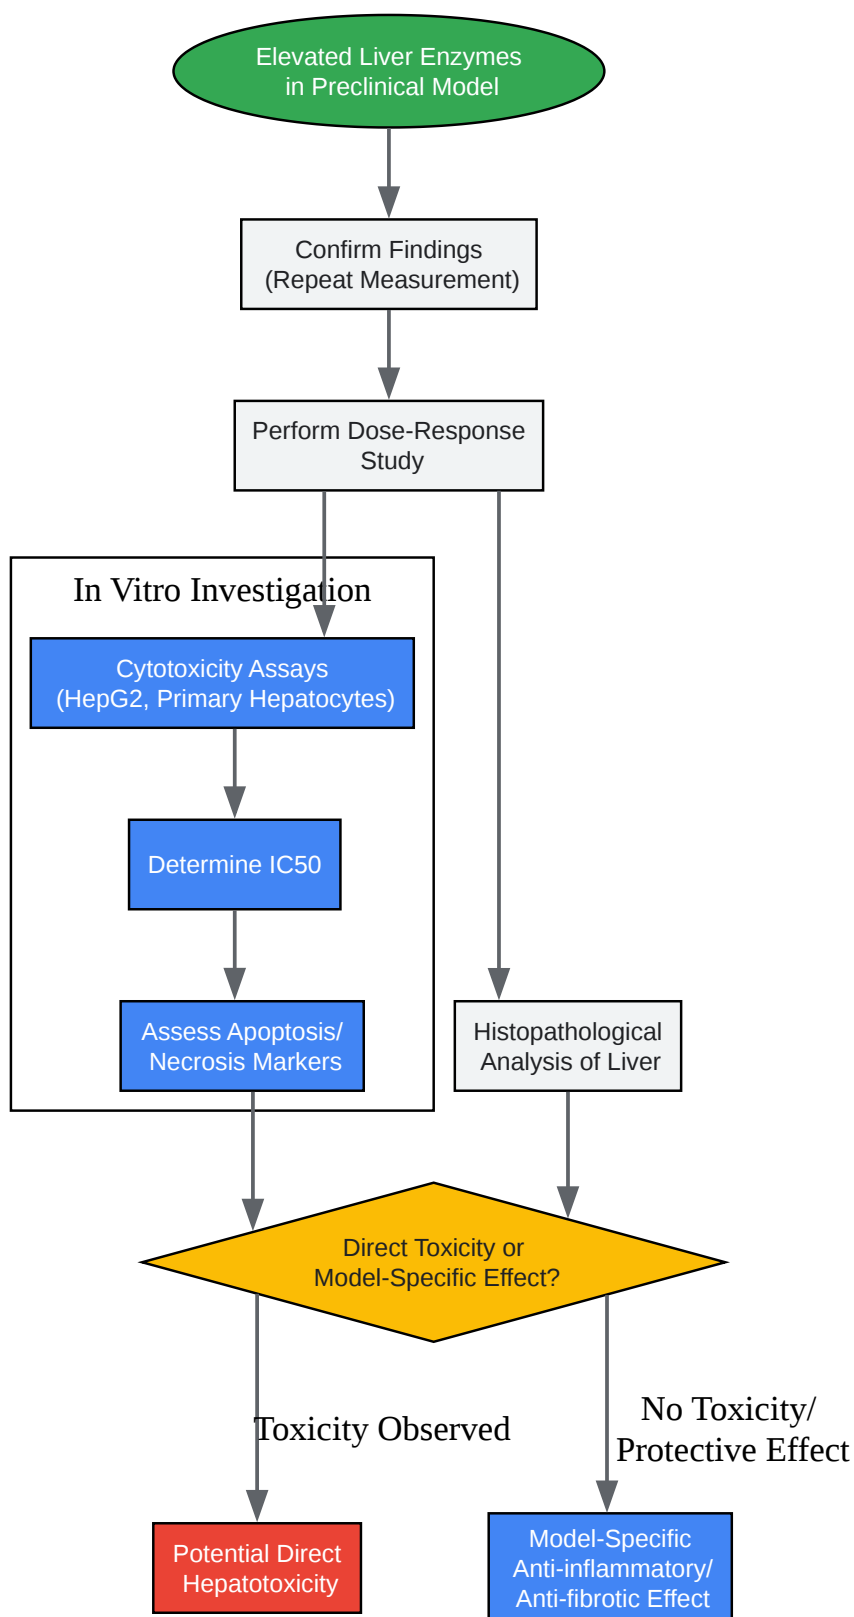 Elevated Liver Enzymes
in Preclinical Model
Confirm Findings
(Repeat Measurement)
Perform Dose-Response
Study
In Vitro Investigation
Cytotoxicity Assays
(HepG2, Primary Hepatocytes)
Determine IC50
Assess Apoptosis/
Necrosis Markers
Histopathological
Analysis of Liver
Direct Toxicity or
Model-Specific Effect?
Toxicity Observed
No Toxicity/
Protective Effect
Potential Direct
Hepatotoxicity
Model-Specific
Anti-inflammatory/
Anti-fibrotic Effect